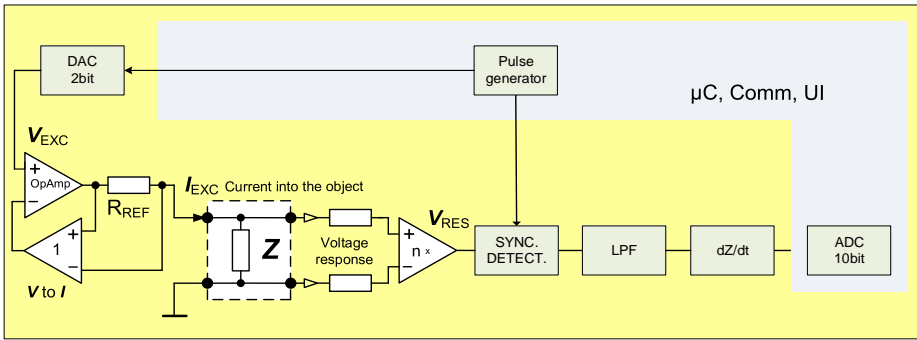 DAC
2bit
Pulse
generator
µC, Comm, UI
VEXC
+
OpAmp
−
RREF
IEXC Current into the object
1
+
−
V to I
Z
Voltage
response
+
n x
−
VRES
SYNC.
DETECT.
LPF
dZ/dt
ADC
10bit